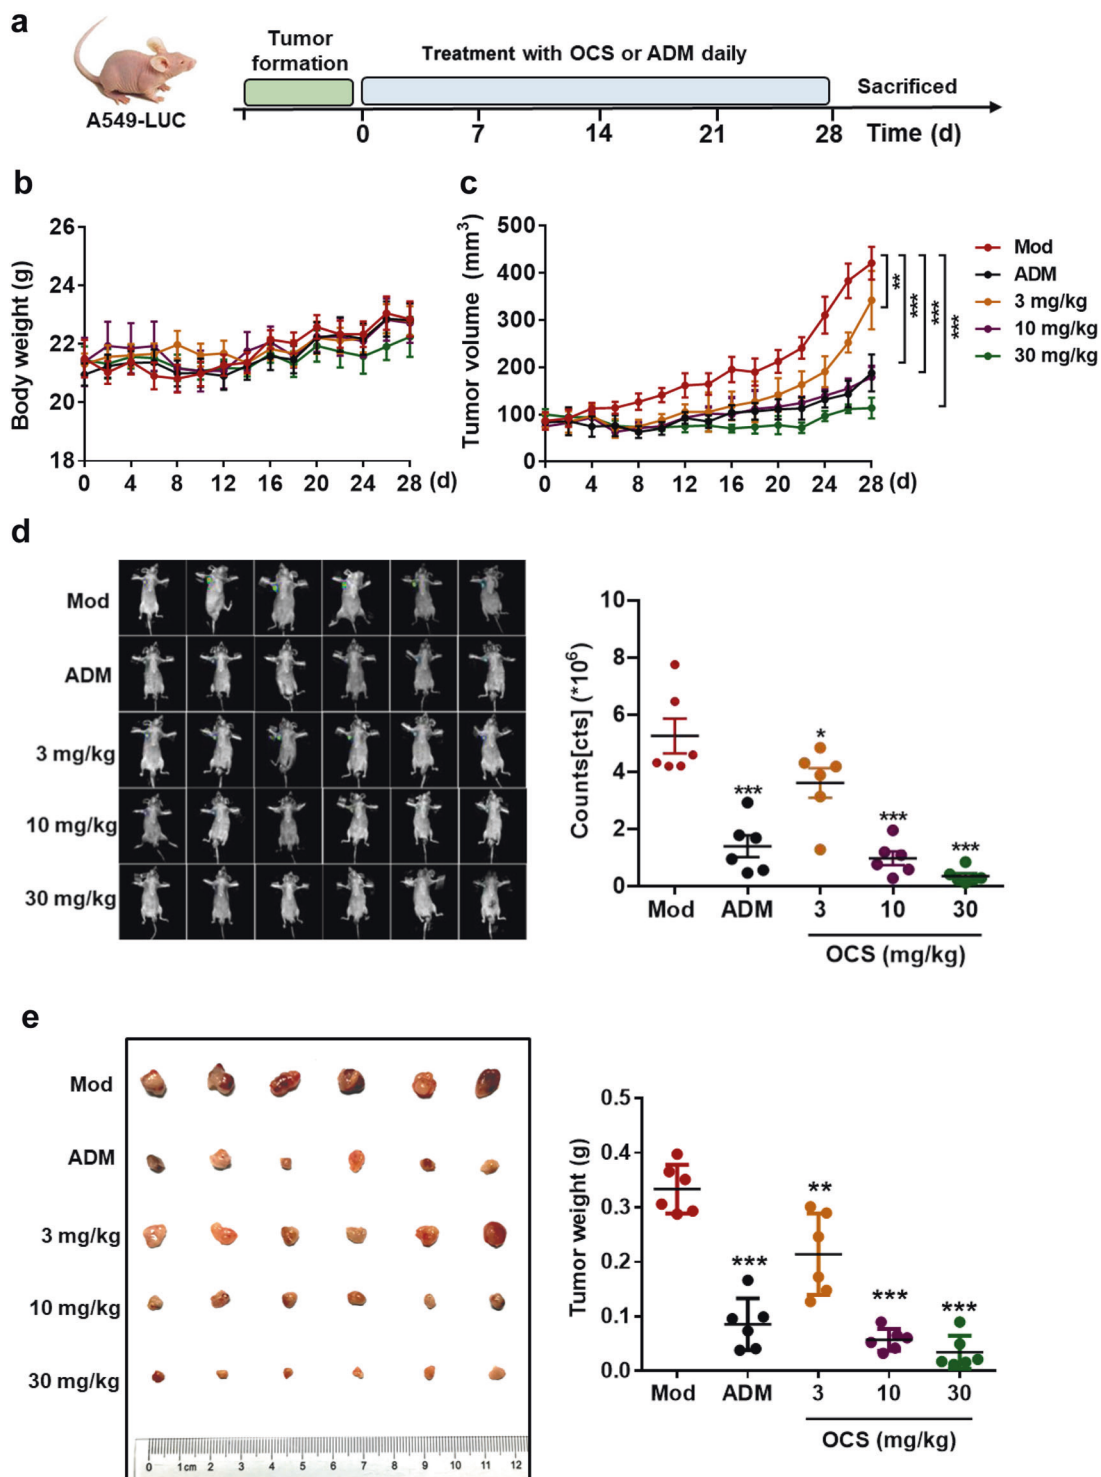 a
Tumor
formation
Treatment with OCS or ADM daily
Sacrificed
A549-LUC
0 7 14 21 28 Time (d)
b
Body weight (g)
26
24
22
20
18
0 4 8 12 16 20 24 28 (d)
c
Tumor volume (mm³)
500
400
300
200
100
0
0 4 8 12 16 20 24 28 (d)
**
***
***
***
Mod
ADM
3 mg/kg
10 mg/kg
30 mg/kg
d
Mod
ADM
3 mg/kg
10 mg/kg
30 mg/kg
Counts[cts] (*10⁶)
10
8
6
4
2
0
***
*
***
***
Mod ADM 3 10 30
OCS (mg/kg)
e
Mod
ADM
3 mg/kg
10 mg/kg
30 mg/kg
0 1cm 2 3 4 5 6 7 8 9 10 11 12
Tumor weight (g)
0.5
0.4
0.3
0.2
0.1
0.0
***
**
***
***
Mod ADM 3 10 30
OCS (mg/kg)